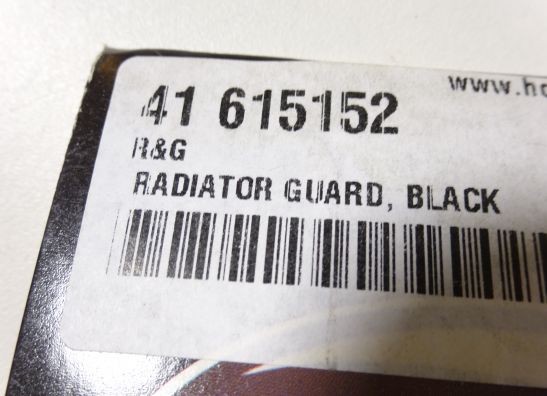 www.ho
41 615152
R&G
RADIATOR GUARD, BLACK